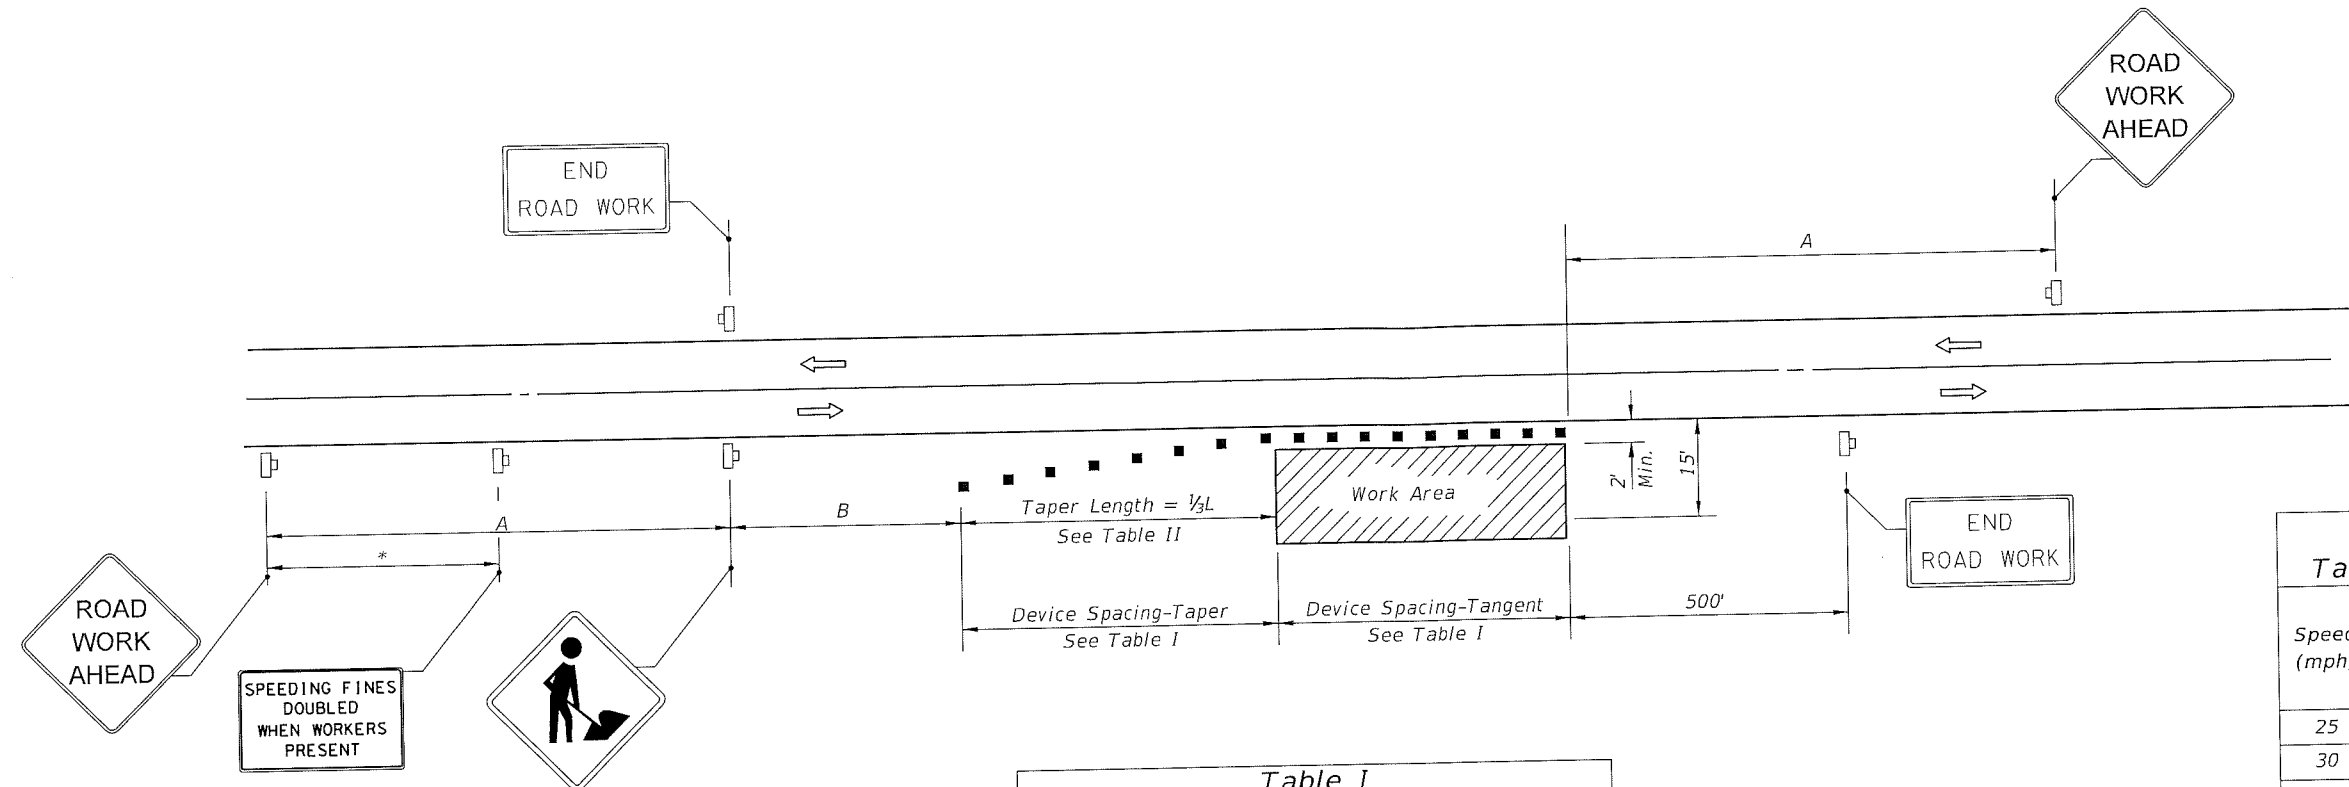 ROAD
WORK
AHEAD
END
ROAD WORK
A
2'
Min.
15'
Work Area
Taper Length = ⅓L
See Table II
B
A
*
END
ROAD WORK
Device Spacing-Taper
See Table I
Device Spacing-Tangent
See Table I
500'
ROAD
WORK
AHEAD
SPEEDING FINES
DOUBLED
WHEN WORKERS
PRESENT
Table I
Ta
Speed
(mph
25
30